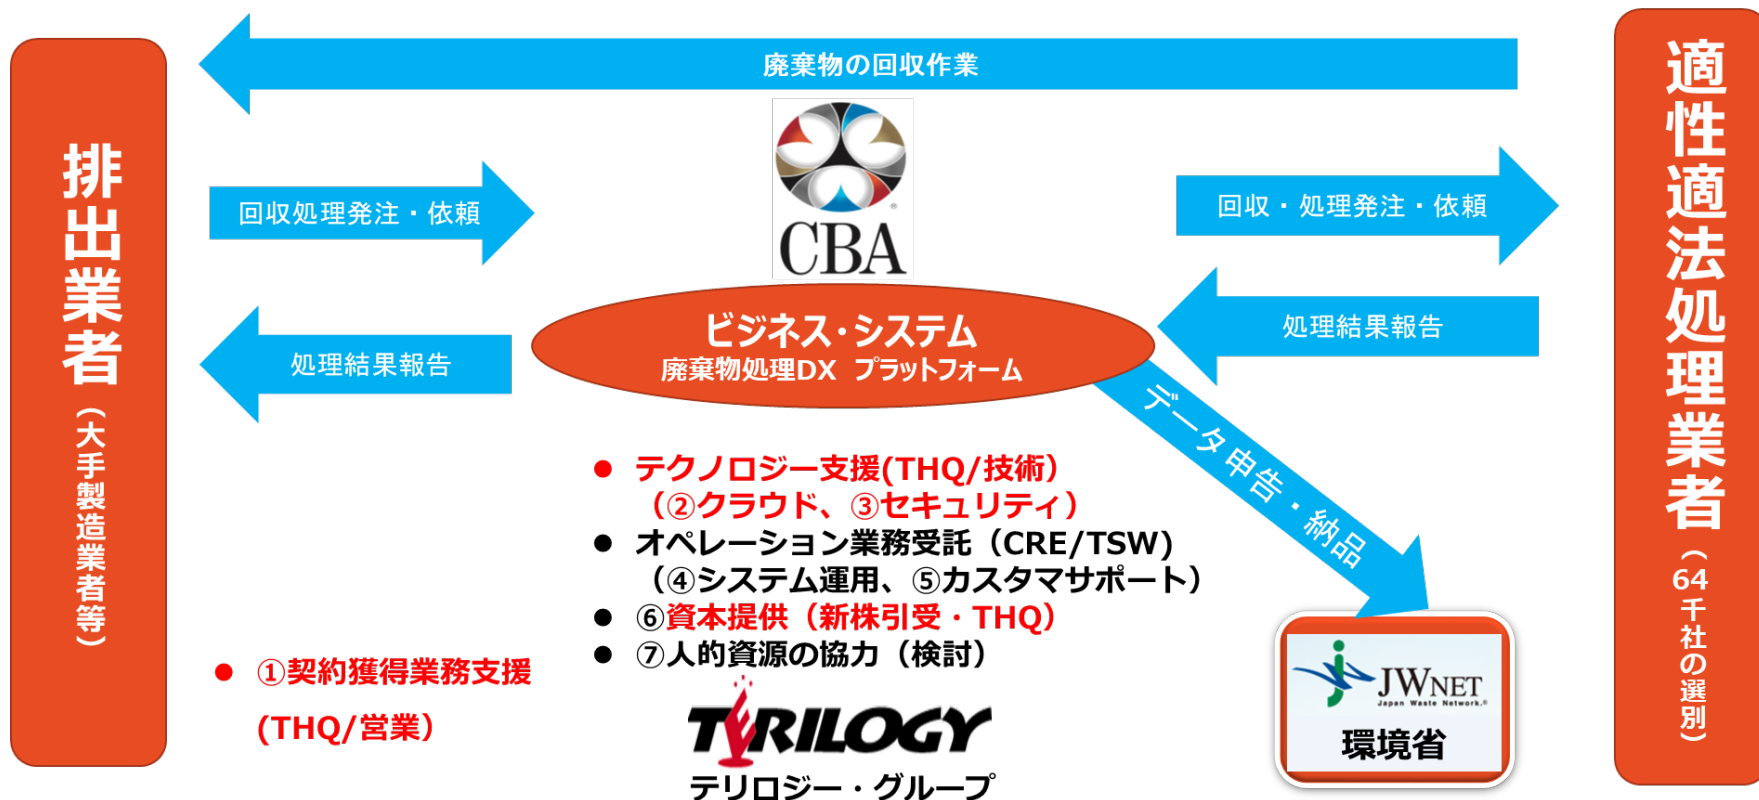 廃棄物の回収作業
排出業者
(大手製造業者等)
回収処理発注・依頼
処理結果報告
CBA
ビジネス・システム
廃棄物処理DX プラットフォーム
回収・処理発注・依頼
処理結果報告
データ申告・納品
適性適法処理業者
(64千社の選別)
● テクノロジー支援(THQ/技術)
(②クラウド、③セキュリティ)
● オペレーション業務受託(CRE/TSW)
(④システム運用、⑤カスタマサポート)
● ⑥資本提供(新株引受・THQ)
● ⑦人的資源の協力(検討)
● ①契約獲得業務支援
(THQ/営業)
TERILOGY
テリロジー・グループ
JWNET
Japan Waste Network.®
環境省